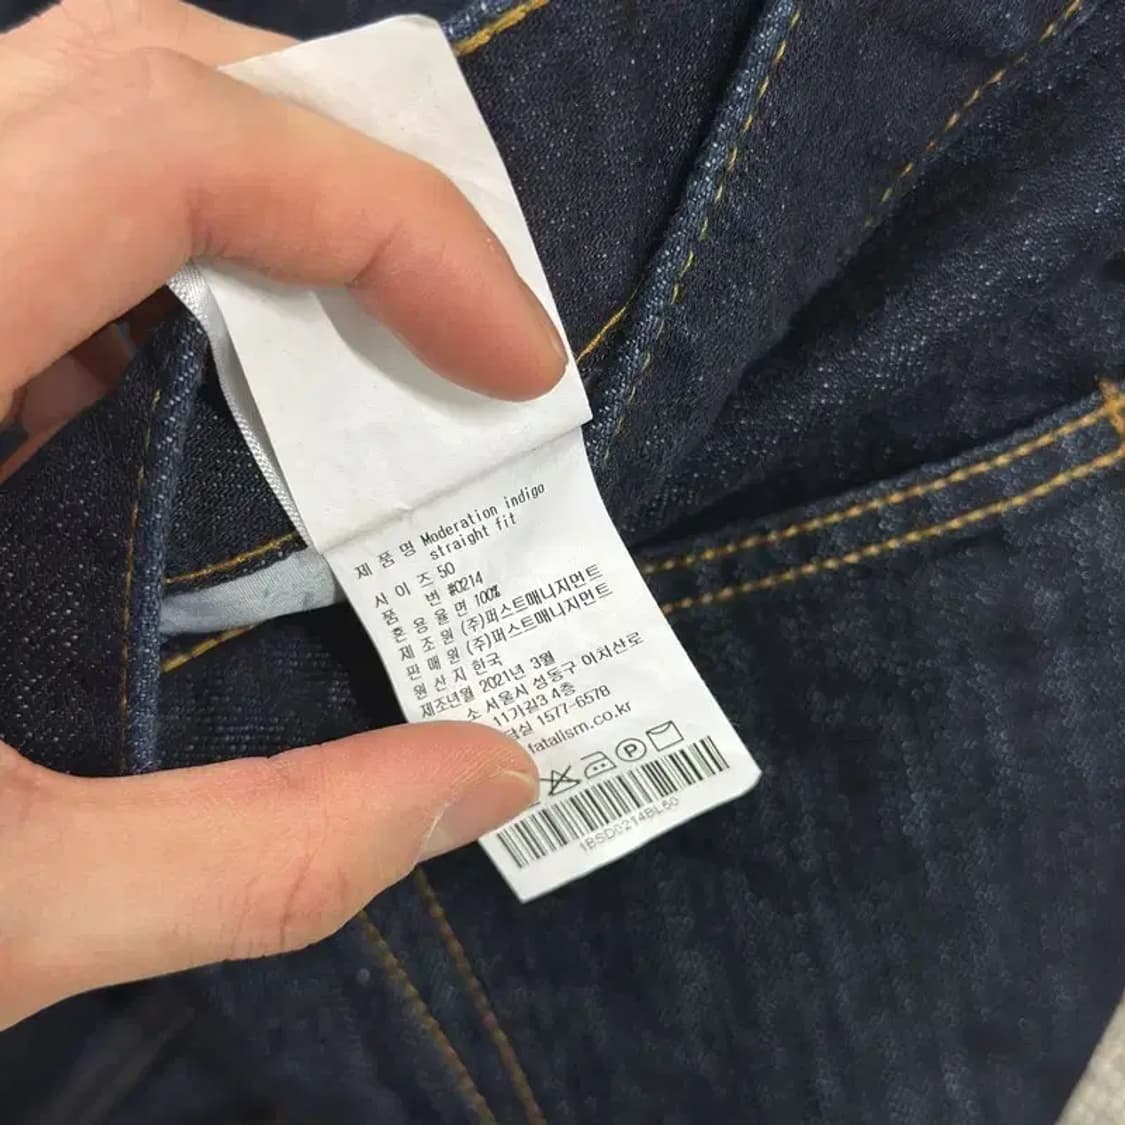 제 품 명 Moderation indigo
straight fit
사 이 즈 50
품 번 #0214
혼 용 율 면 100%
제 조 원 (주)퍼스트매니지먼트
판 매 원 (주)퍼스트매니지먼트
원 산 지 한국
제조년월 2021년 3월
소 서울시 성동구 아차산로
11가길3 4층
담실 1577-6578
fatalism.co.kr
P
1BSD0214BL50